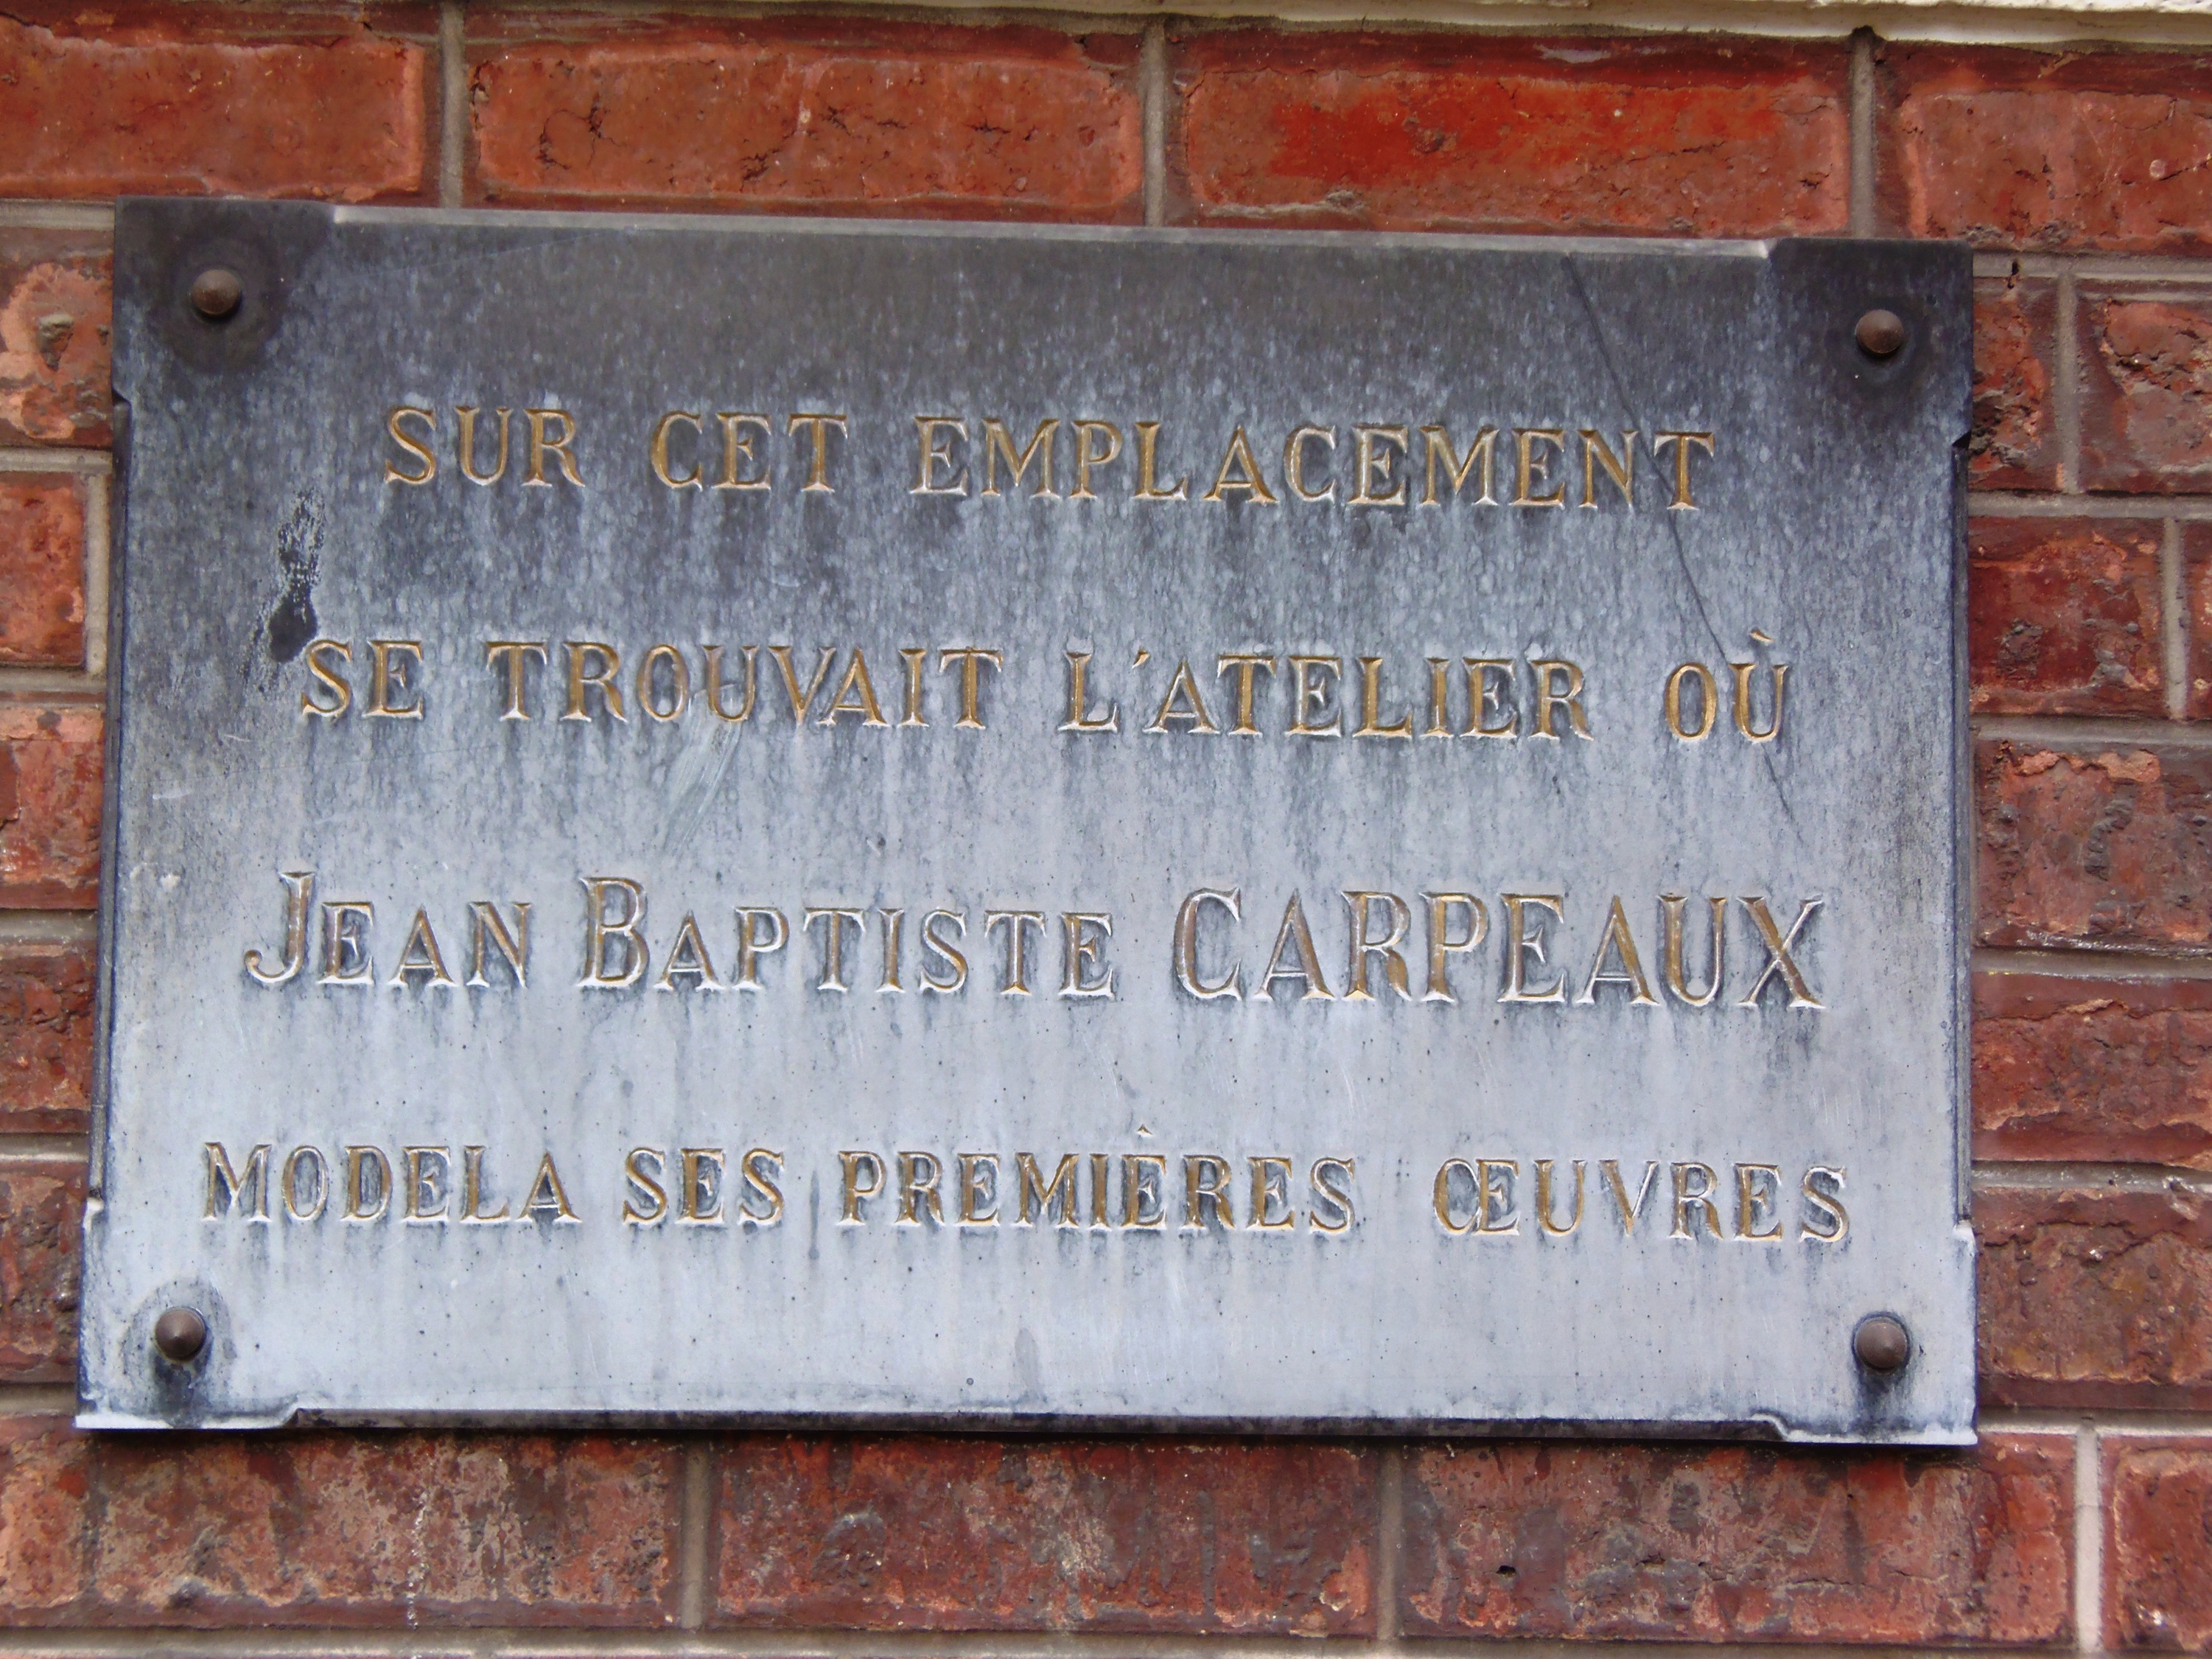 SUR CET EMPLACEMENT
SE TROUVAIT L'ATELIER OÙ
JEAN BAPTISTE CARPEAUX
MODELA SES PREMIÈRES ŒUVRES